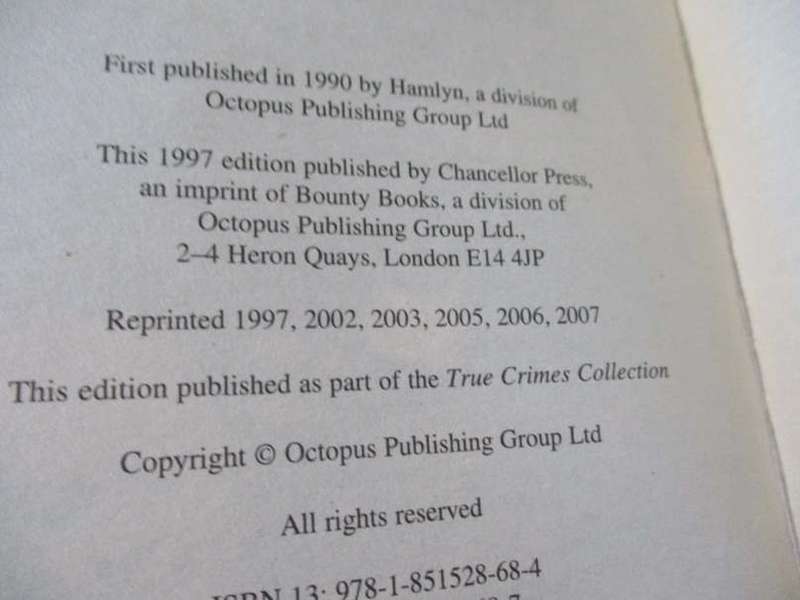 First published in 1990 by Hamlyn, a division of
Octopus Publishing Group Ltd
This 1997 edition published by Chancellor Press,
an imprint of Bounty Books, a division of
Octopus Publishing Group Ltd.,
2–4 Heron Quays, London E14 4JP
Reprinted 1997, 2002, 2003, 2005, 2006, 2007
This edition published as part of the True Crimes Collection
Copyright © Octopus Publishing Group Ltd
All rights reserved
ISBN 13: 978-1-851528-68-4